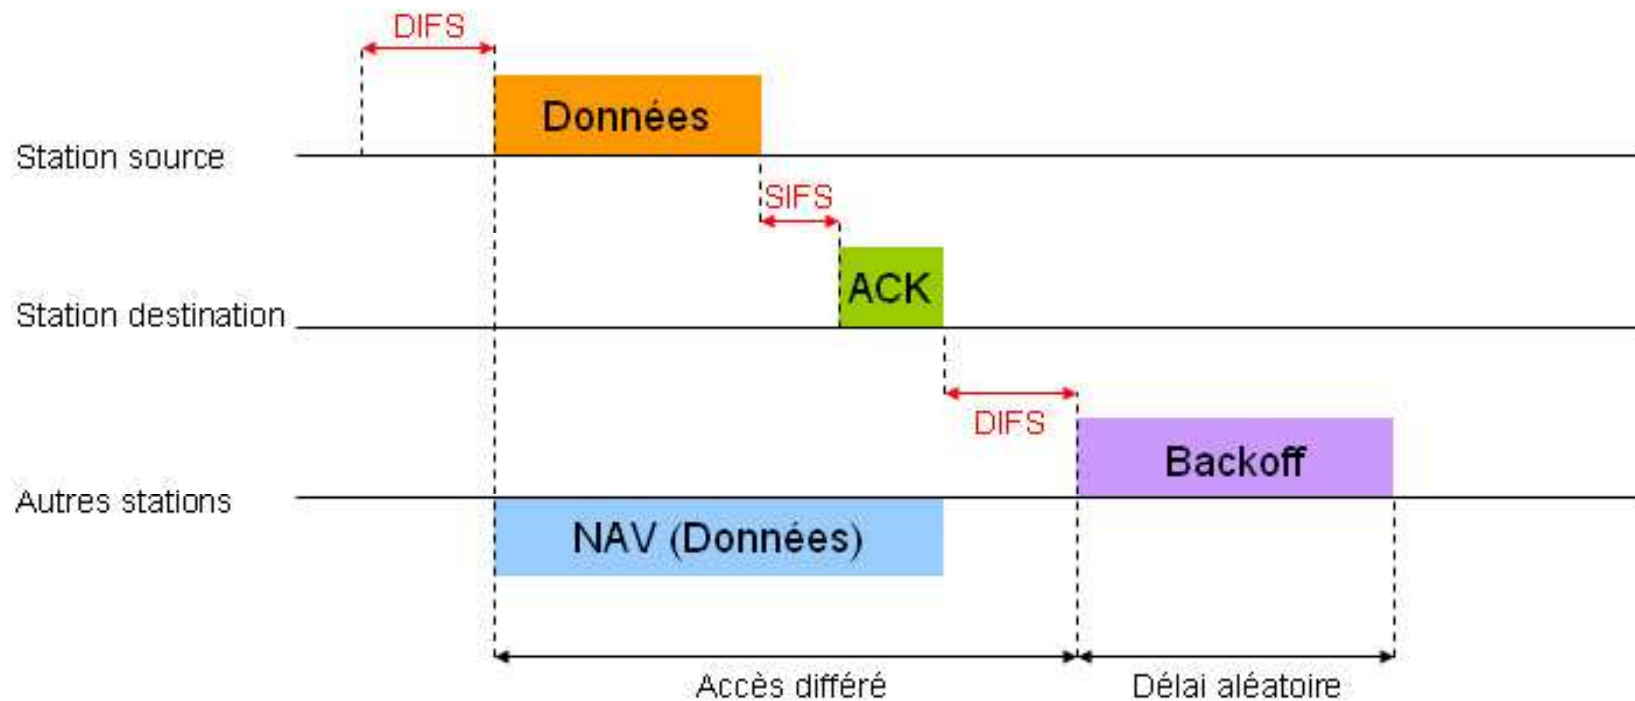 DIFS
Données
Station source
SIFS
ACK
Station destination
DIFS
Backoff
Autres stations
NAV (Données)
Accès différé
Délai aléatoire